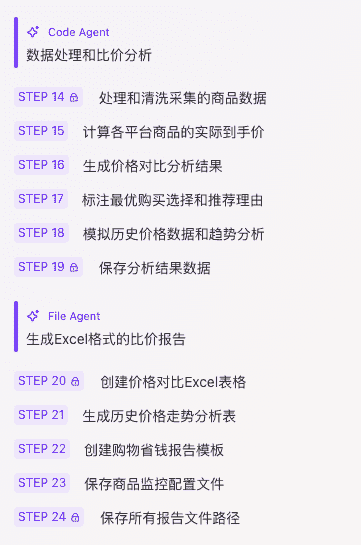 Code Agent
数据处理和比价分析
STEP 14 处理和清洗采集的商品数据
STEP 15 计算各平台商品的实际到手价
STEP 16 生成价格对比分析结果
STEP 17 标注最优购买选择和推荐理由
STEP 18 模拟历史价格数据和趋势分析
STEP 19 保存分析结果数据
File Agent
生成Excel格式的比价报告
STEP 20 创建价格对比Excel表格
STEP 21 生成历史价格走势分析表
STEP 22 创建购物省钱报告模板
STEP 23 保存商品监控配置文件
STEP 24 保存所有报告文件路径